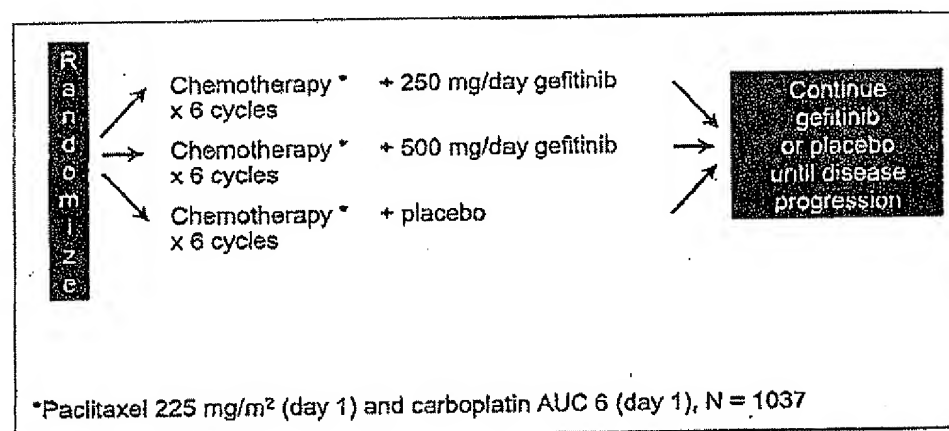 Randomize
Chemotherapy * + 250 mg/day gefitinib
x 6 cycles
Chemotherapy * + 500 mg/day gefitinib
x 6 cycles
Chemotherapy * + placebo
x 6 cycles
Continue
gefitinib
or placebo
until disease
progression
*Paclitaxel 225 mg/m² (day 1) and carboplatin AUC 6 (day 1), N = 1037